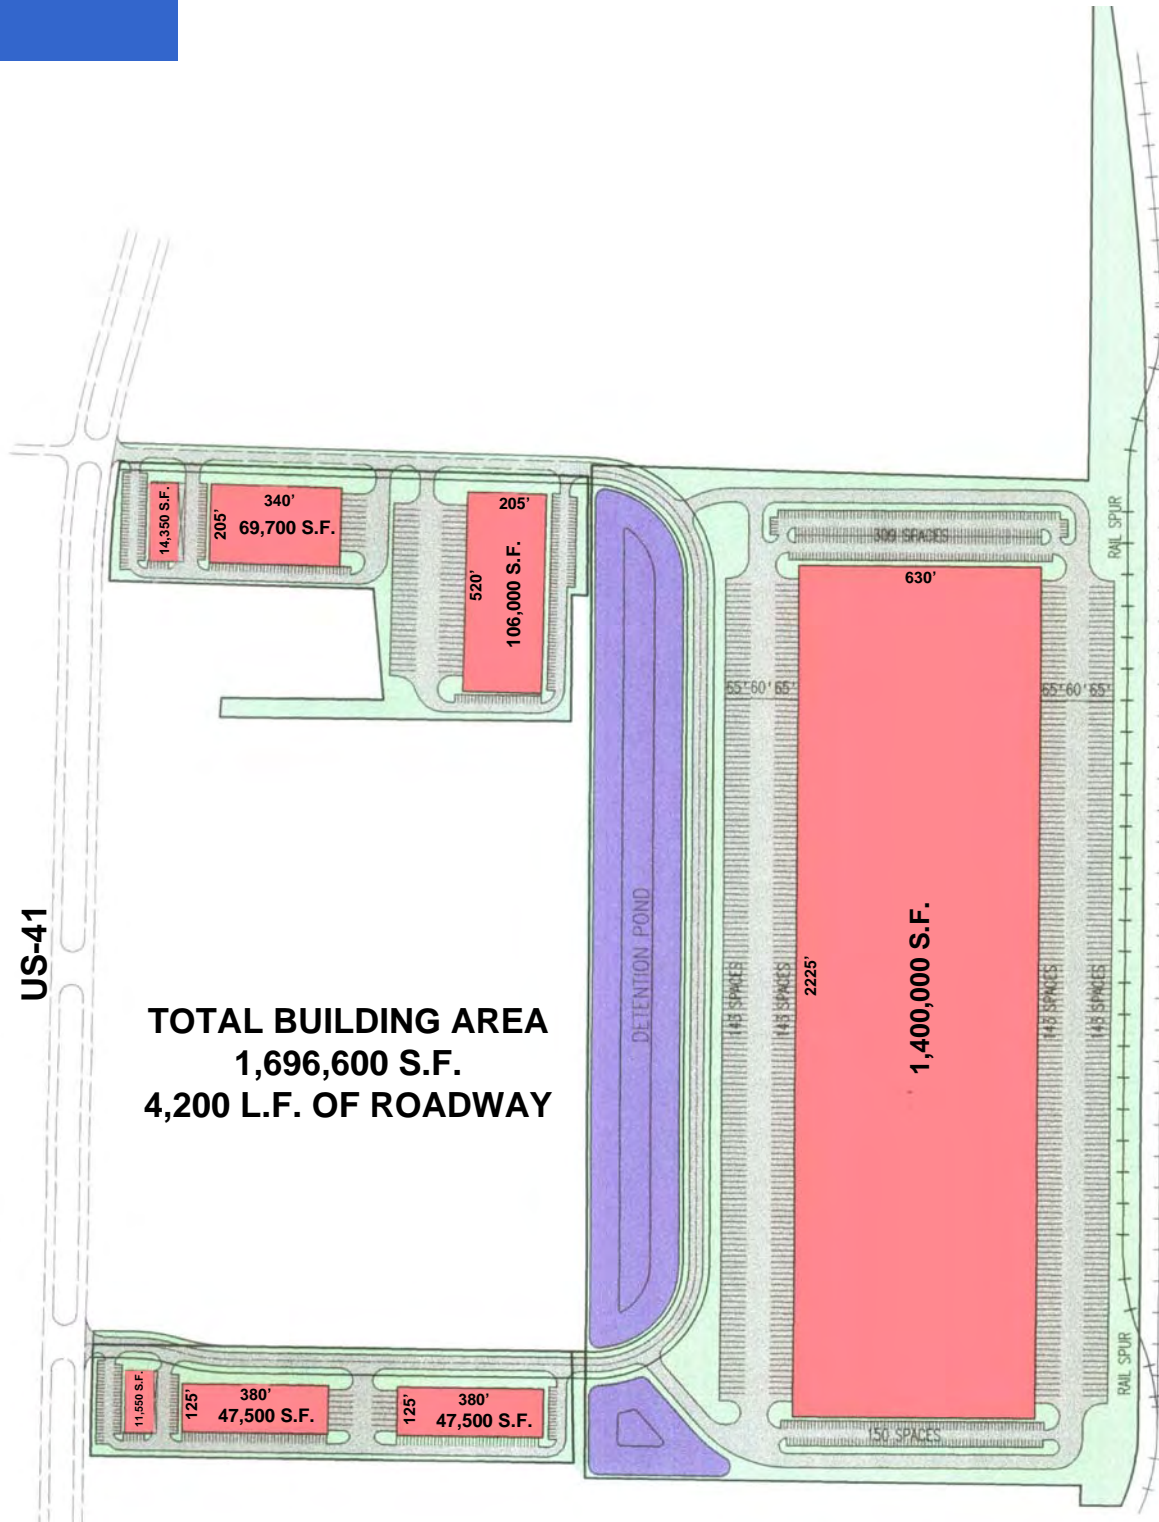 14,350 S.F.
205'
340'
69,700 S.F.
520'
205'
106,000 S.F.
309 SPACES
630'
RAIL SPUR
65' 60' 65'
65' 60' 65'
US-41
DETENTION POND
143 SPACES
143 SPACES
2225'
1,400,000 S.F.
143 SPACES
143 SPACES
TOTAL BUILDING AREA
1,696,600 S.F.
4,200 L.F. OF ROADWAY
11,550 S.F.
125'
380'
47,500 S.F.
125'
380'
47,500 S.F.
150 SPACES
RAIL SPUR